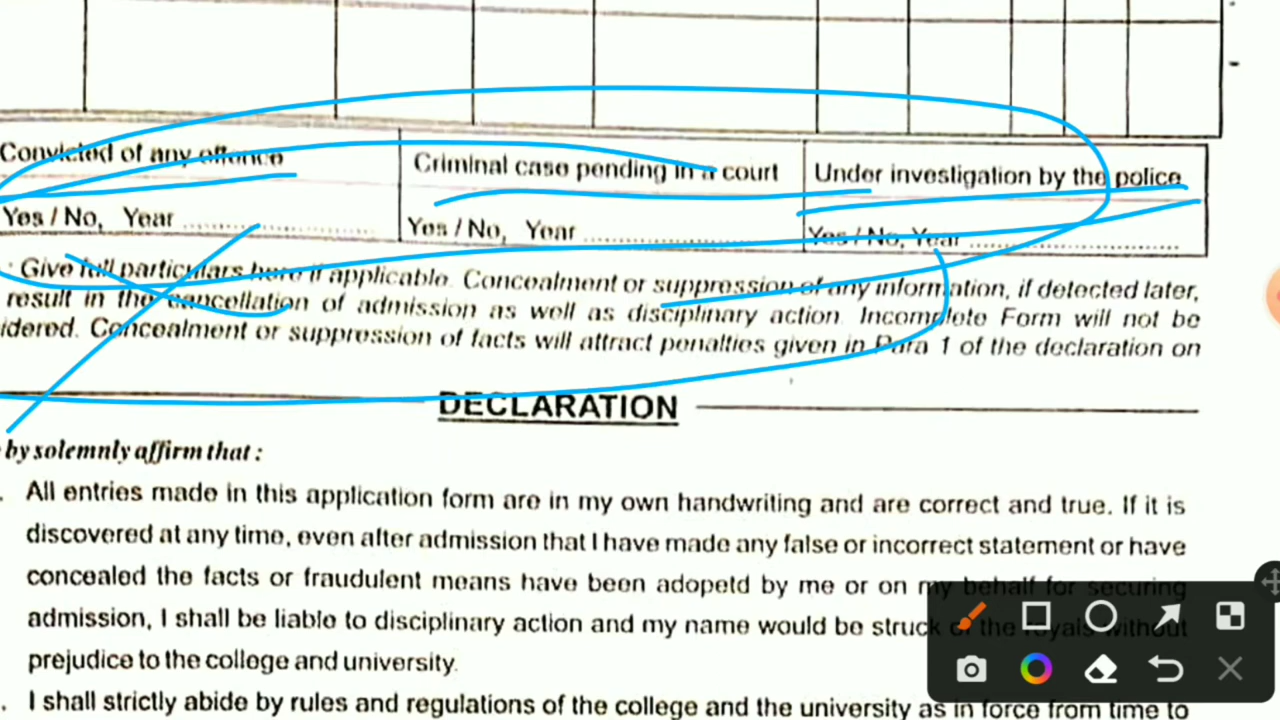 Convicted of any offence
Criminal case pending in a court
Under investigation by the police
Yes / No, Year ............................
Yes / No, Year ............................
Yes / No, Year ............................
Give full particulars here if applicable. Concealment or suppression of any information, if detected later,
result in the cancellation of admission as well as disciplinary action. Incomplete Form will not be
idered. Concealment or suppression of facts will attract penalties given in Para 1 of the declaration on
DECLARATION
by solemnly affirm that :
. All entries made in this application form are in my own handwriting and are correct and true. If it is
discovered at any time, even after admission that I have made any false or incorrect statement or have
concealed the facts or fraudulent means have been adopetd by me or on my behalf for securing
admission, I shall be liable to disciplinary action and my name would be struck the without
prejudice to the college and university.
. I shall strictly abide by rules and regulations of the college and the university as in force from time to